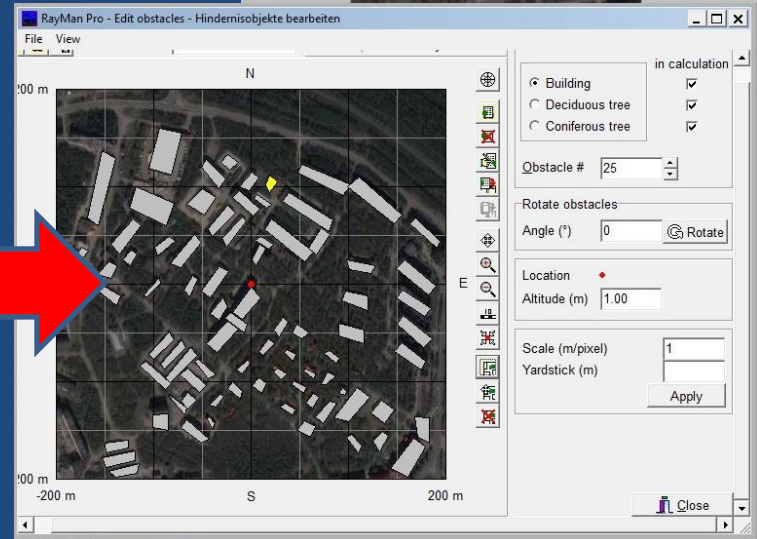 RayMan Pro - Edit obstacles - Hindernisobjekte bearbeiten
File View
N
200 m
E
200 m
-200 m
S
200 m
in calculation
Building
Deciduous tree
Coniferous tree
Obstacle # 25
Rotate obstacles
Angle (°) 0 Rotate
Location
Altitude (m) 1.00
Scale (m/pixel) 1
Yardstick (m)
Apply
Close